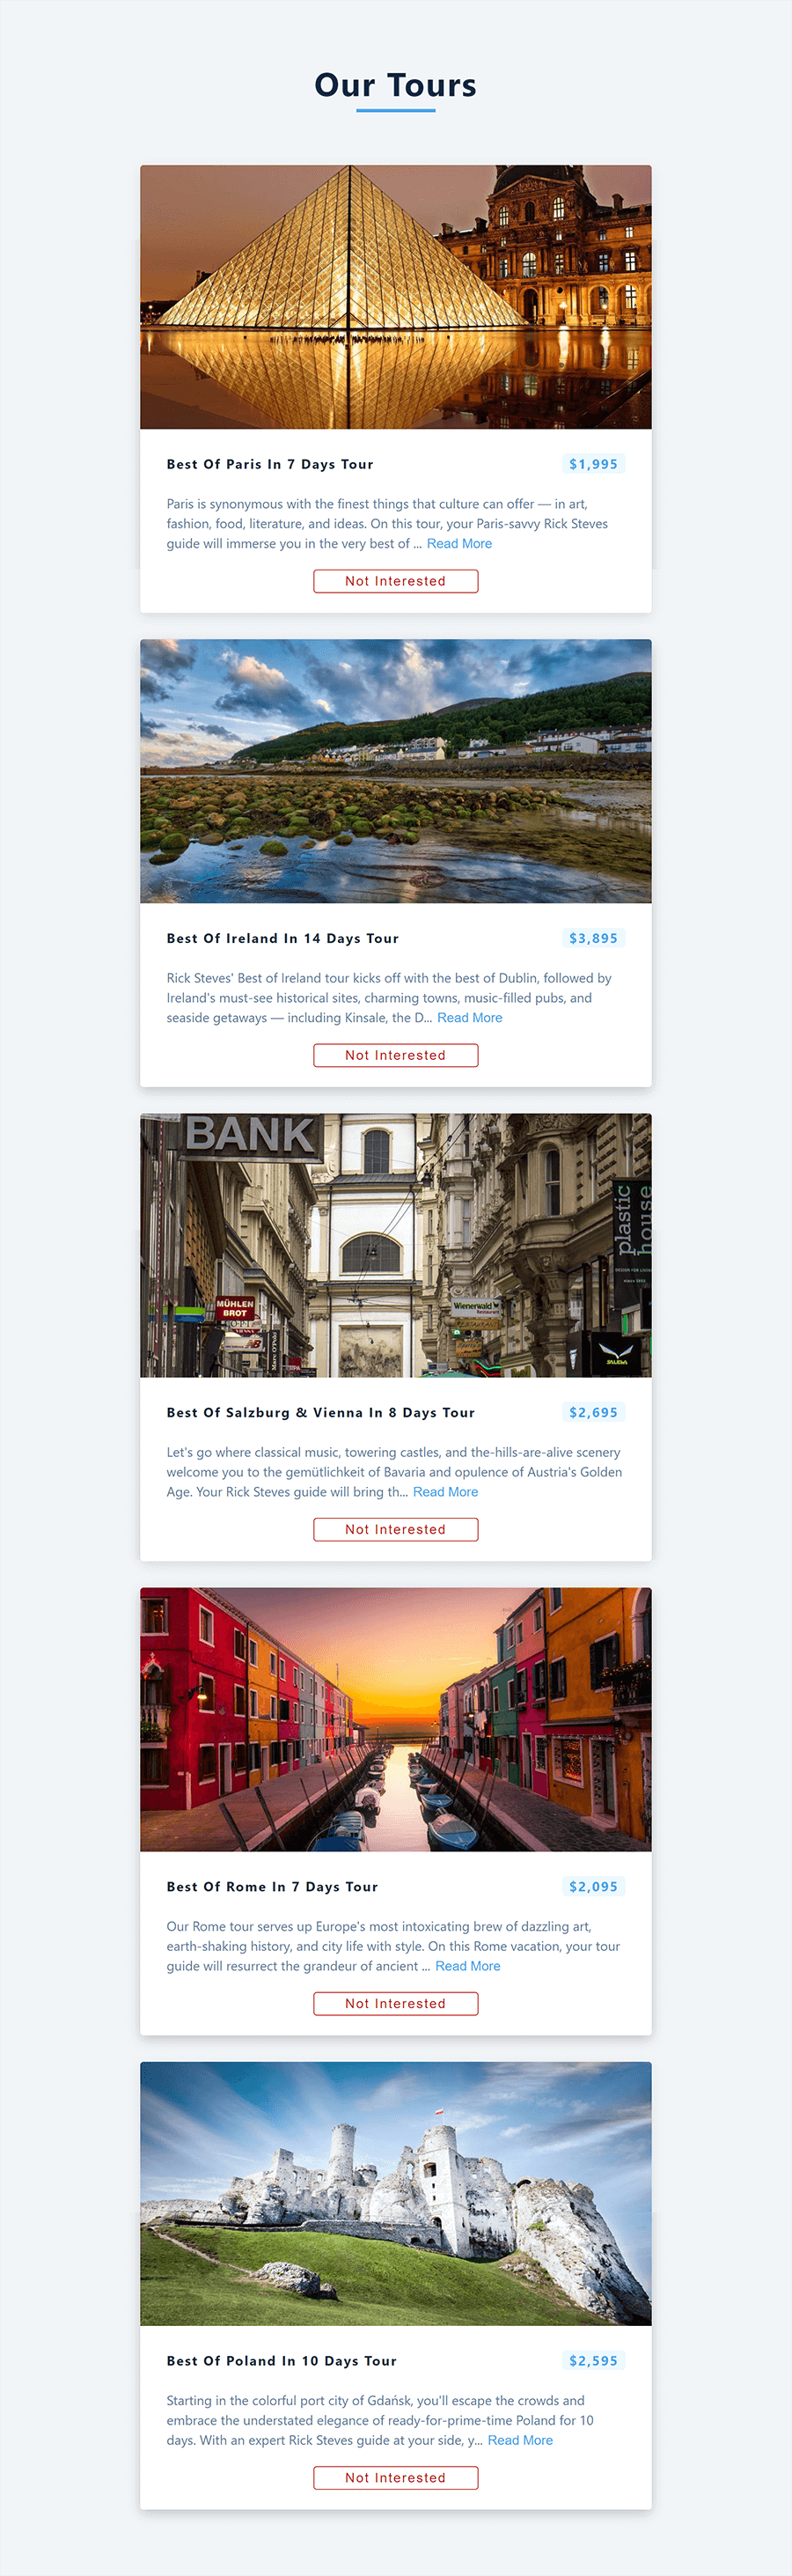 Our Tours
Best Of Paris In 7 Days Tour
$1,995
Paris is synonymous with the finest things that culture can offer — in art,
fashion, food, literature, and ideas. On this tour, your Paris-savvy Rick Steves
guide will immerse you in the very best of ... Read More
Not Interested
Best Of Ireland In 14 Days Tour
$3,895
Rick Steves' Best of Ireland tour kicks off with the best of Dublin, followed by
Ireland's must-see historical sites, charming towns, music-filled pubs, and
seaside getaways — including Kinsale, the D... Read More
Not Interested
BANK
plastic
house
MÜHLEN
BROT
Wienerwald
Restaurant
Marc O'Polo
SALEWA
Best Of Salzburg & Vienna In 8 Days Tour
$2,695
Let's go where classical music, towering castles, and the-hills-are-alive scenery
welcome you to the gemütlichkeit of Bavaria and opulence of Austria's Golden
Age. Your Rick Steves guide will bring th... Read More
Not Interested
Best Of Rome In 7 Days Tour
$2,095
Our Rome tour serves up Europe's most intoxicating brew of dazzling art,
earth-shaking history, and city life with style. On this Rome vacation, your tour
guide will resurrect the grandeur of ancient ... Read More
Not Interested
Best Of Poland In 10 Days Tour
$2,595
Starting in the colorful port city of Gdańsk, you'll escape the crowds and
embrace the understated elegance of ready-for-prime-time Poland for 10
days. With an expert Rick Steves guide at your side, y... Read More
Not Interested